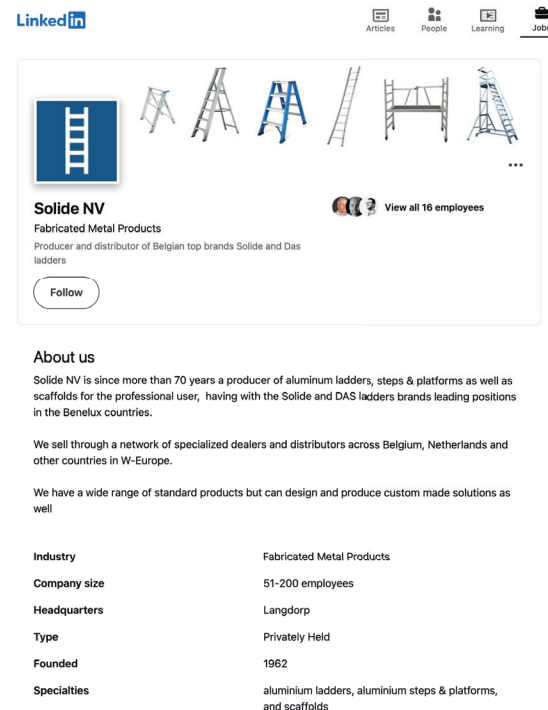 Linked in
Articles People Learning Jobs
Solide NV
View all 16 employees
Fabricated Metal Products
Producer and distributor of Belgian top brands Solide and Das
ladders
Follow
About us
Solide NV is since more than 70 years a producer of aluminum ladders, steps & platforms as well as
scaffolds for the professional user, having with the Solide and DAS ladders brands leading positions
in the Benelux countries.
We sell through a network of specialized dealers and distributors across Belgium, Netherlands and
other countries in W-Europe.
We have a wide range of standard products but can design and produce custom made solutions as
well
Industry Fabricated Metal Products
Company size 51-200 employees
Headquarters Langdorp
Type Privately Held
Founded 1962
Specialties aluminium ladders, aluminium steps & platforms,
and scaffolds